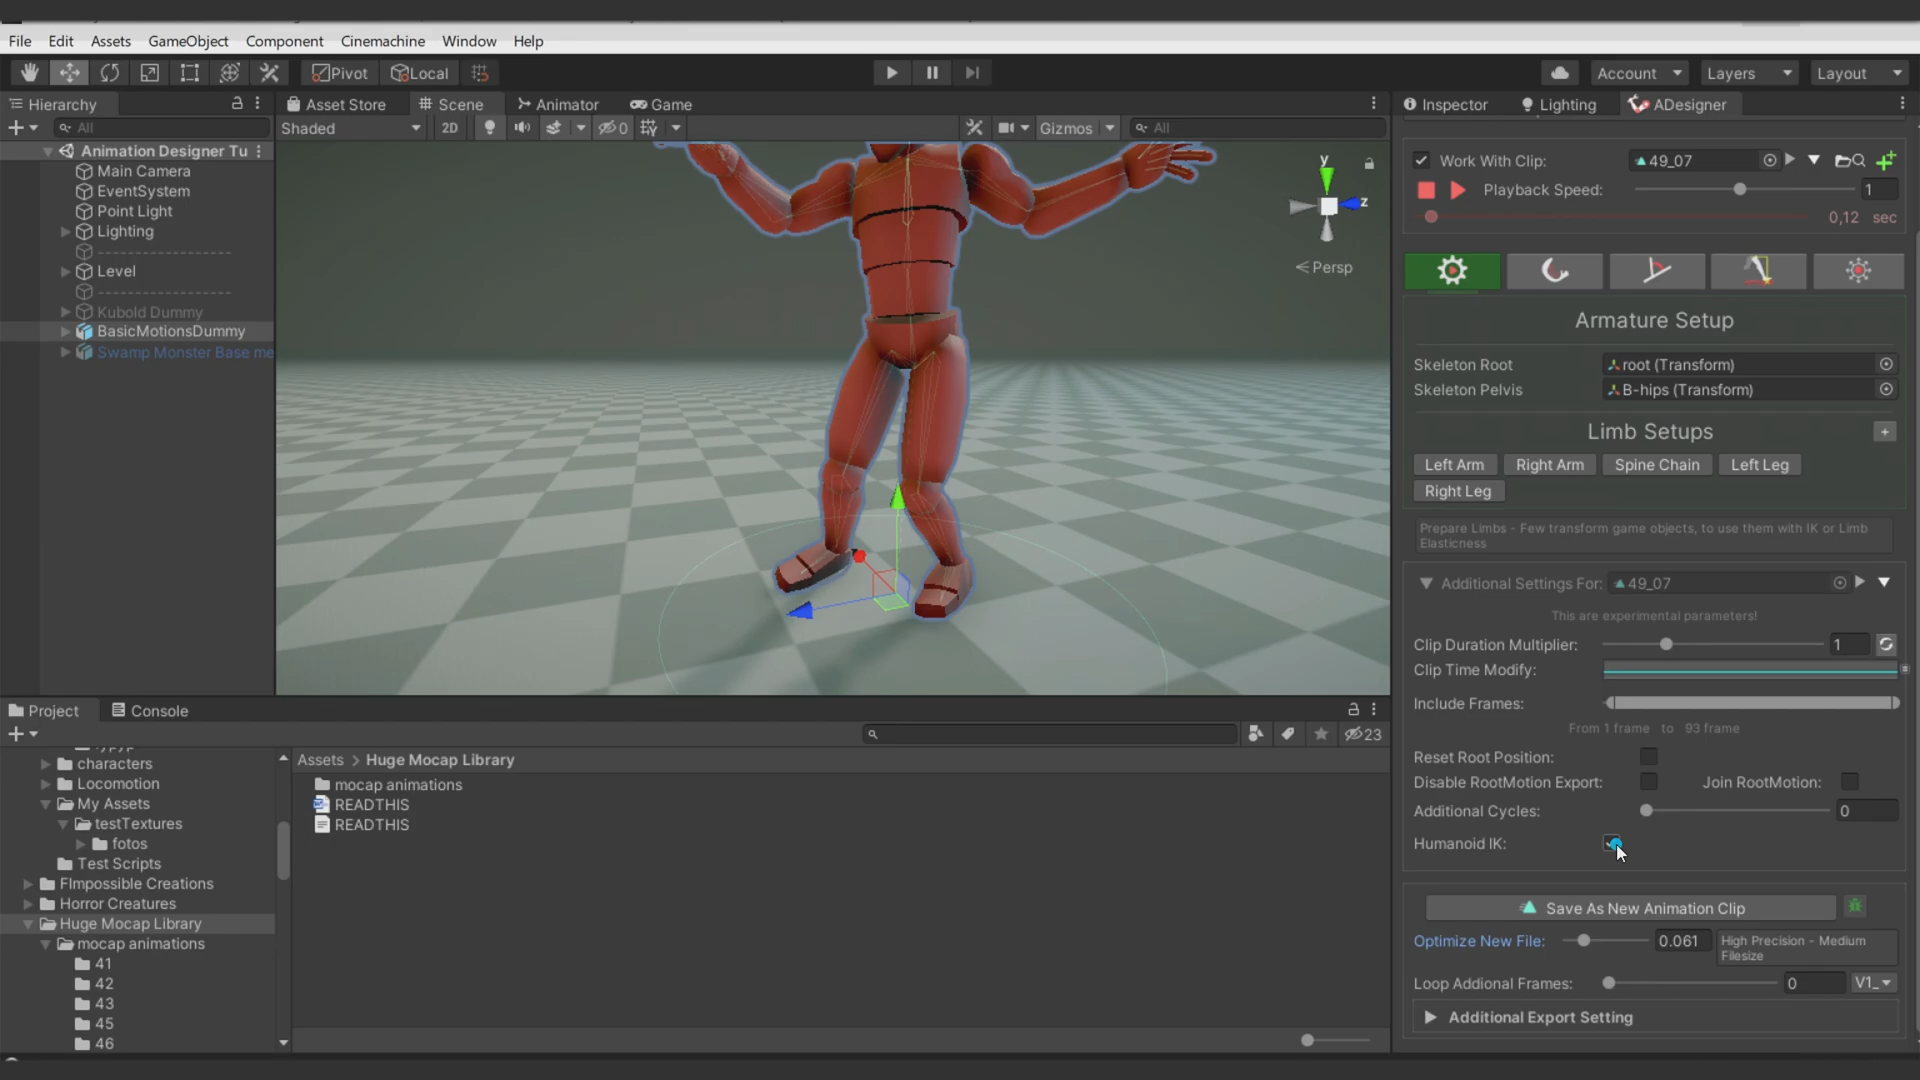 File Edit Assets GameObject Component Cinemachine Window Help
Pivot Local Account Layers Layout
Hierarchy Asset Store Scene Animator Game Inspector Lighting ADesigner
All Shaded 2D 0 Gizmos All
Animation Designer Tu
Main Camera
EventSystem
Point Light
Lighting
------------------
Level
------------------
Kubold Dummy
BasicMotionsDummy
Swamp Monster Base me
y
z
Persp
Work With Clip: 49_07
Playback Speed: 1
0,12 sec
Armature Setup
Skeleton Root root (Transform)
Skeleton Pelvis B-hips (Transform)
Limb Setups +
Left Arm Right Arm Spine Chain Left Leg
Right Leg
Prepare Limbs - Few transform game objects, to use them with IK or Limb
Elasticness
Additional Settings For: 49_07
This are experimental parameters!
Clip Duration Multiplier: 1
Clip Time Modify:
Include Frames:
From 1 frame to 93 frame
Reset Root Position:
Disable RootMotion Export: Join RootMotion:
Additional Cycles: 0
Humanoid IK:
Save As New Animation Clip
Optimize New File: 0.061 High Precision - Medium
Filesize
Loop Addional Frames: 0 V1_
Additional Export Setting
Project Console
23
characters
Locomotion
My Assets
testTextures
fotos
Test Scripts
FImpossible Creations
Horror Creatures
Huge Mocap Library
mocap animations
41
42
43
45
46
Assets > Huge Mocap Library
mocap animations
READTHIS
READTHIS